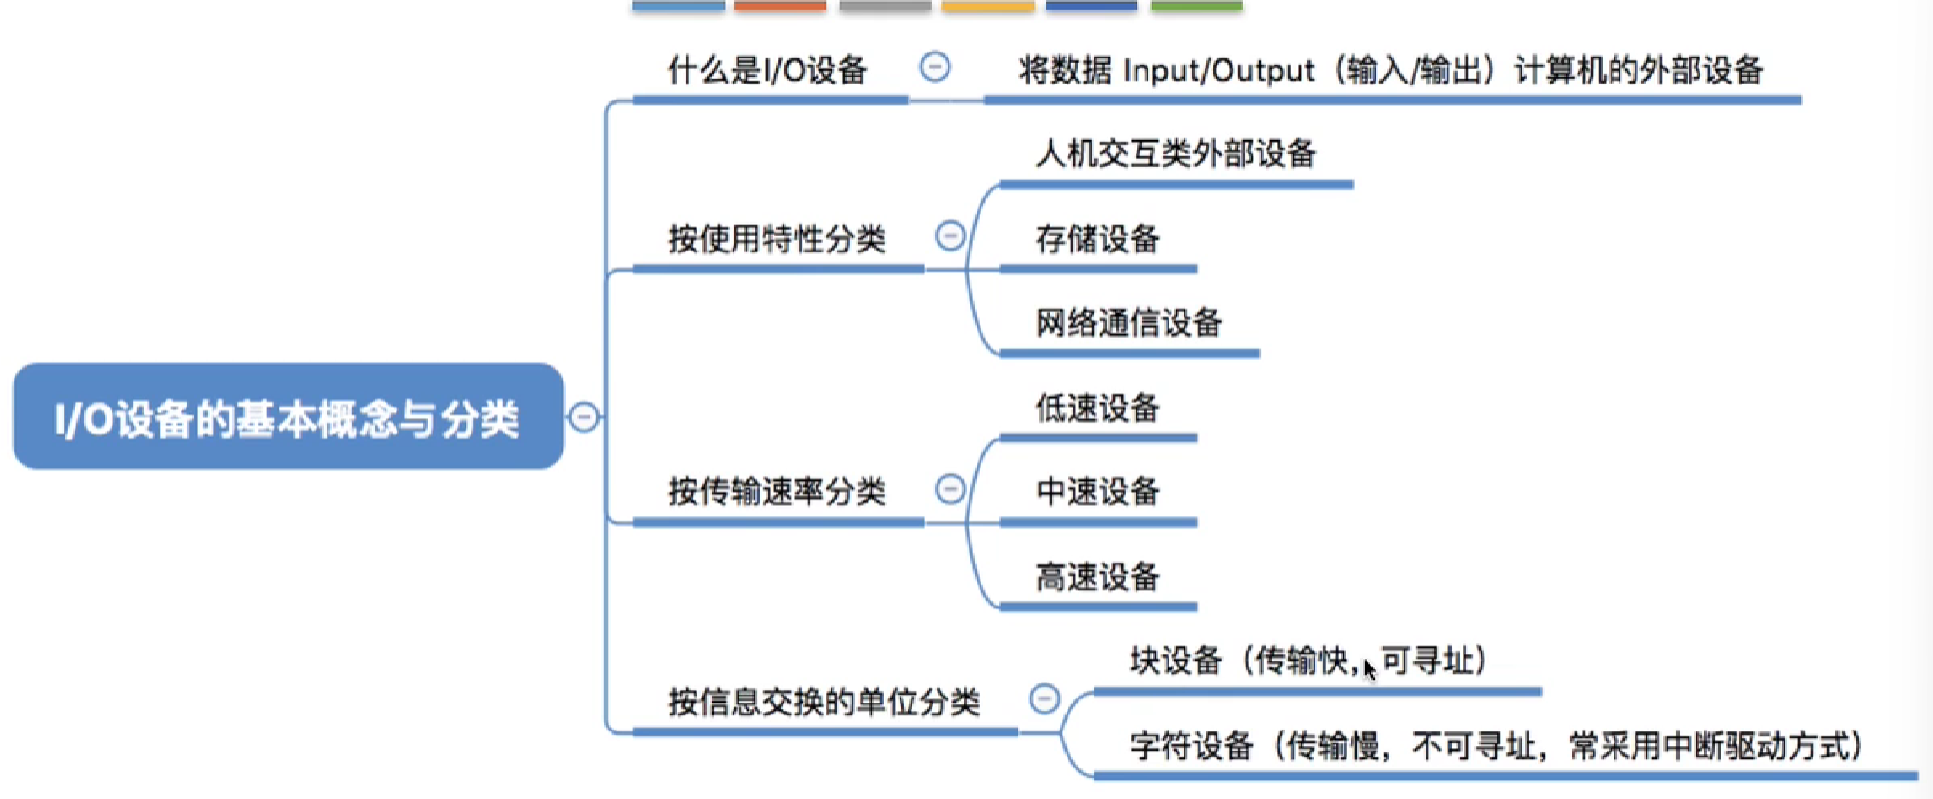 什么是I/O设备
将数据 Input/Output（输入/输出）计算机的外部设备
按使用特性分类
人机交互类外部设备
存储设备
网络通信设备
I/O设备的基本概念与分类
按传输速率分类
低速设备
中速设备
高速设备
按信息交换的单位分类
块设备（传输快，可寻址）
字符设备（传输慢，不可寻址，常采用中断驱动方式）